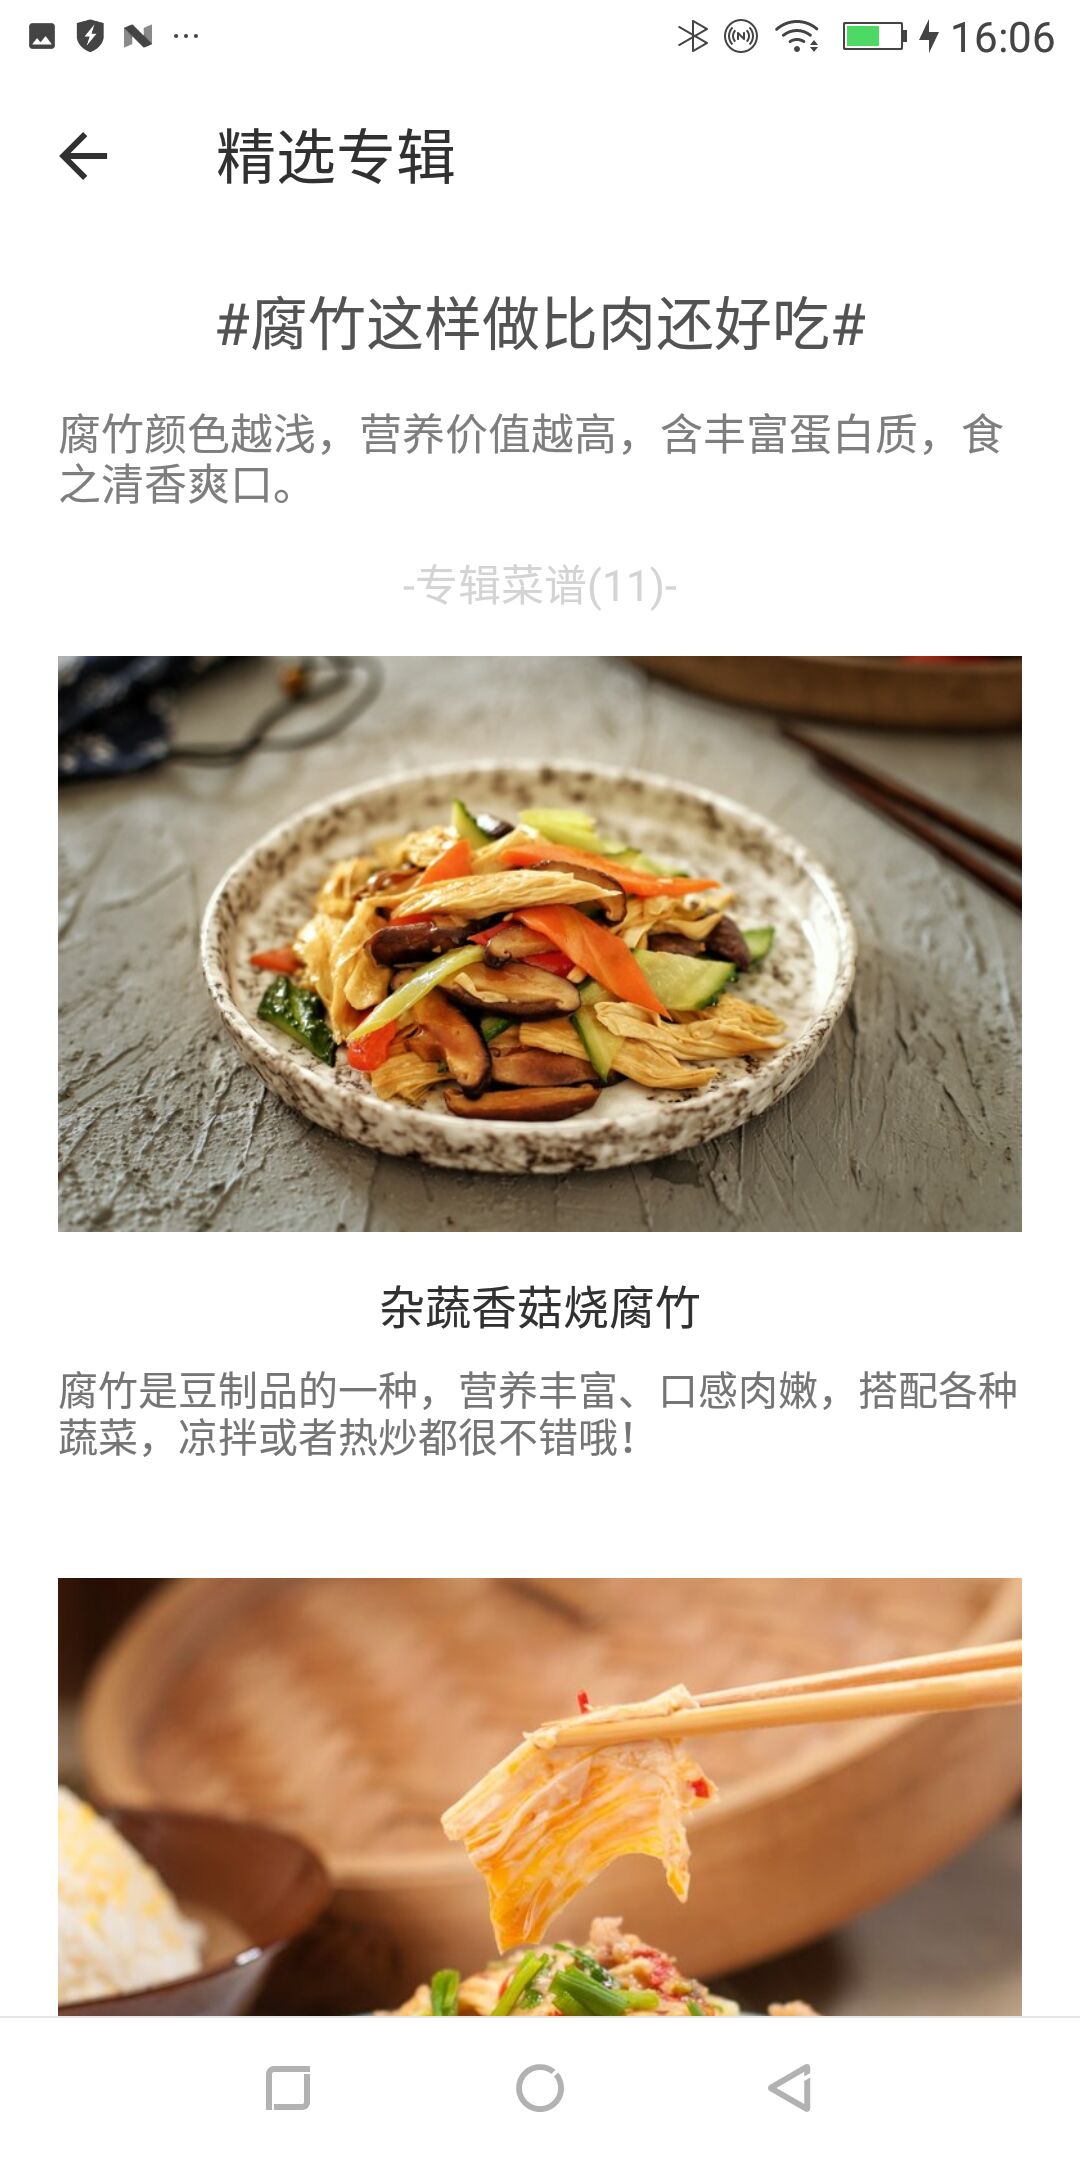 16:06
精选专辑
#腐竹这样做比肉还好吃#
腐竹颜色越浅，营养价值越高，含丰富蛋白质，食
之清香爽口。
-专辑菜谱(11)-
杂蔬香菇烧腐竹
腐竹是豆制品的一种，营养丰富、口感肉嫩，搭配各种
蔬菜，凉拌或者热炒都很不错哦！